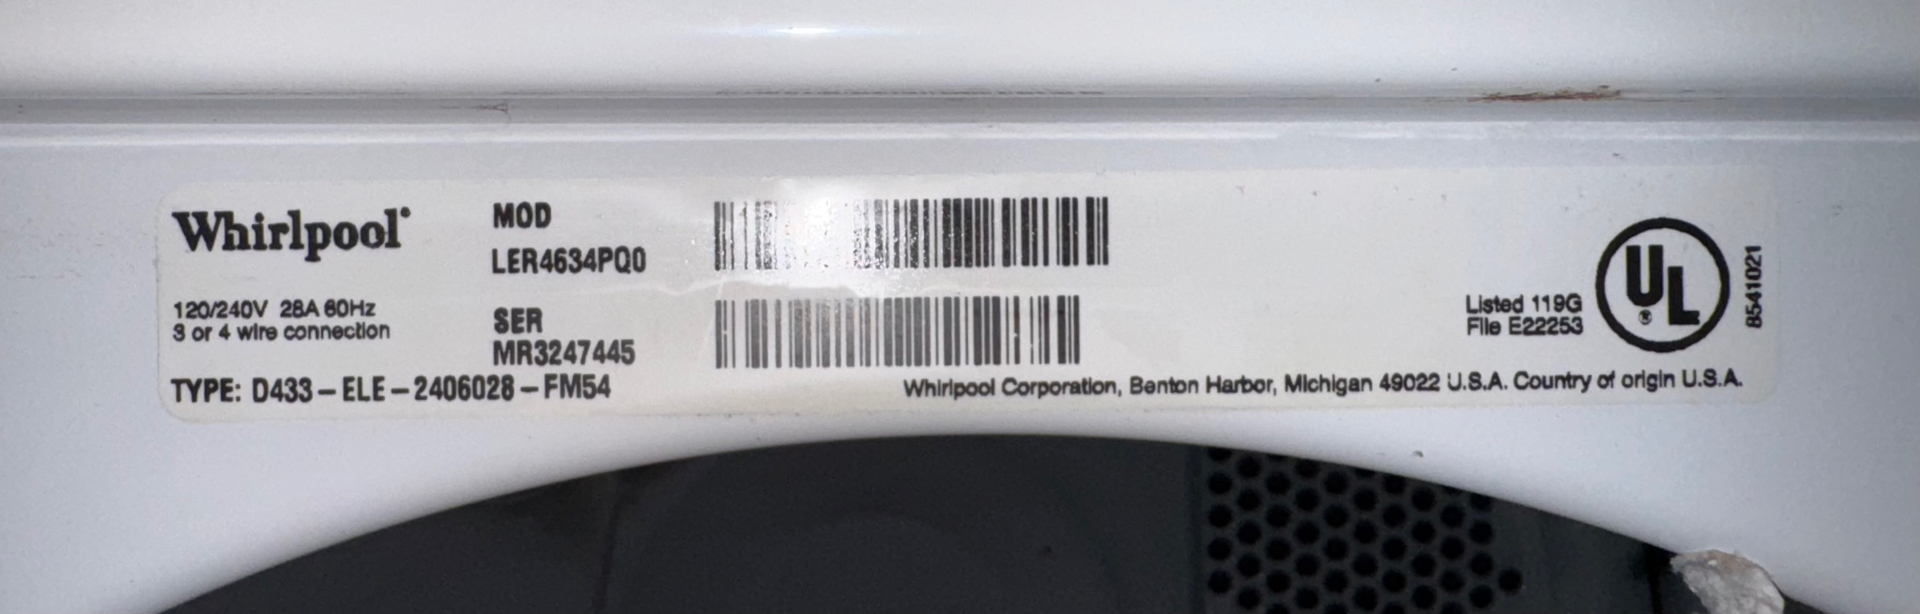 Whirlpool®
120/240V 28A 60Hz
3 or 4 wire connection
MOD
LER4634PQ0
SER
MR3247445
TYPE: D433-ELE-2406028-FM54
Listed 119G
File E22253
UL
®
8541021
Whirlpool Corporation, Benton Harbor, Michigan 49022 U.S.A. Country of origin U.S.A.